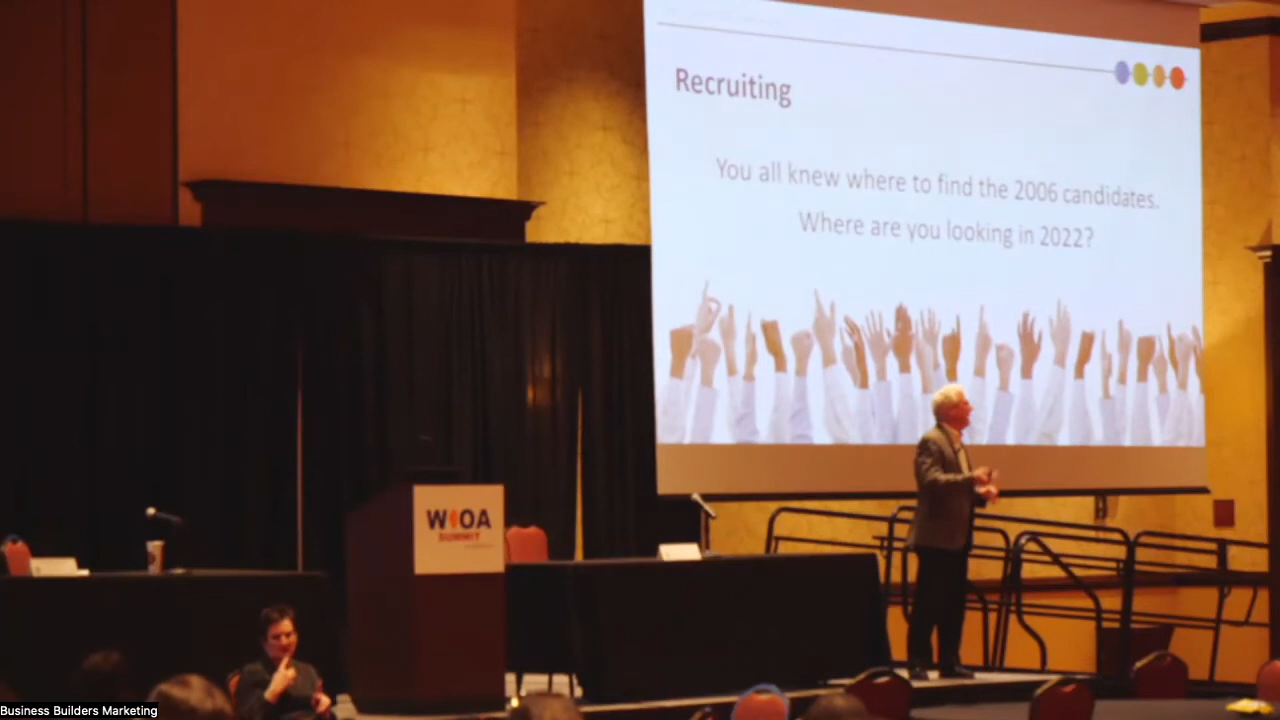 Recruiting
You all knew where to find the 2006 candidates.
Where are you looking in 2022?
WIOA
SUMMIT
Business Builders Marketing